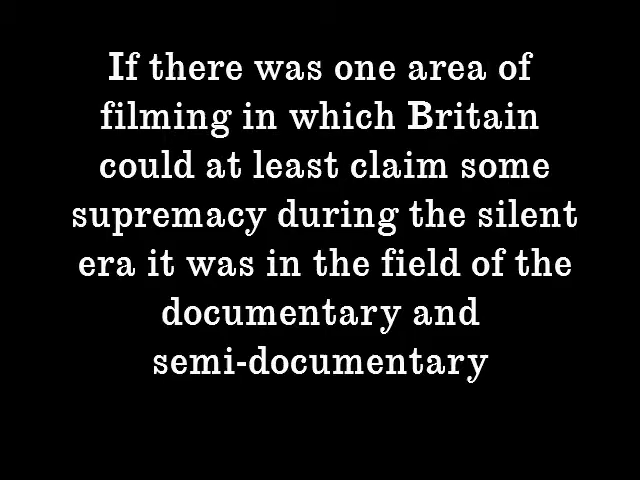 If there was one area of
filming in which Britain
could at least claim some
supremacy during the silent
era it was in the field of the
documentary and
semi-documentary